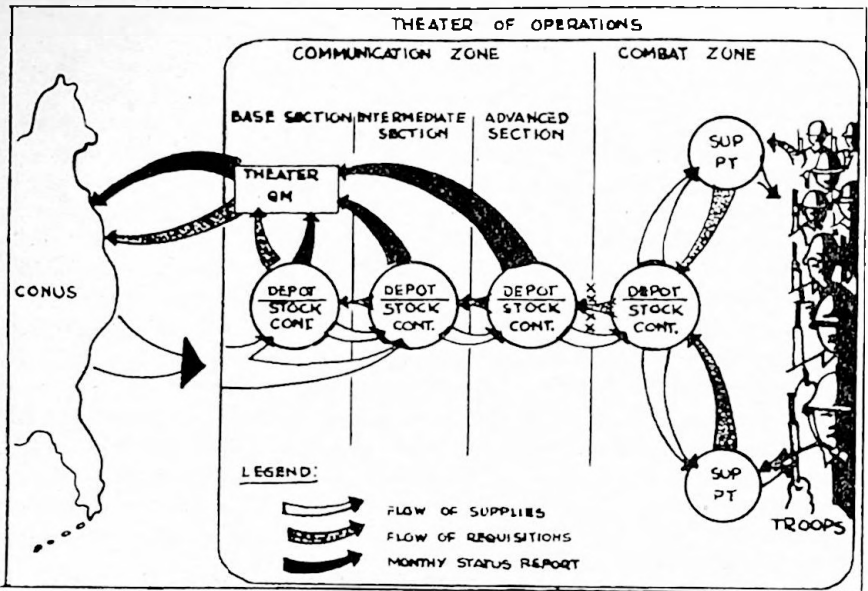 THEATER OF OPERATIONS
COMMUNICATION ZONE
COMBAT ZONE
BASE SECTION
INTERMEDIATE
SECTION
ADVANCED
SECTION
SUP
PT
THEATER
QM
CONUS
DEPOT
STOCK
CONT.
DEPOT
STOCK
CONT.
DEPOT
STOCK
CONT.
DEPOT
STOCK
CONT.
XXXX
LEGEND:
FLOW OF SUPPLIES
FLOW OF REQUISITIONS
MONTHY STATUS REPORT
SUP
PT
TROOPS